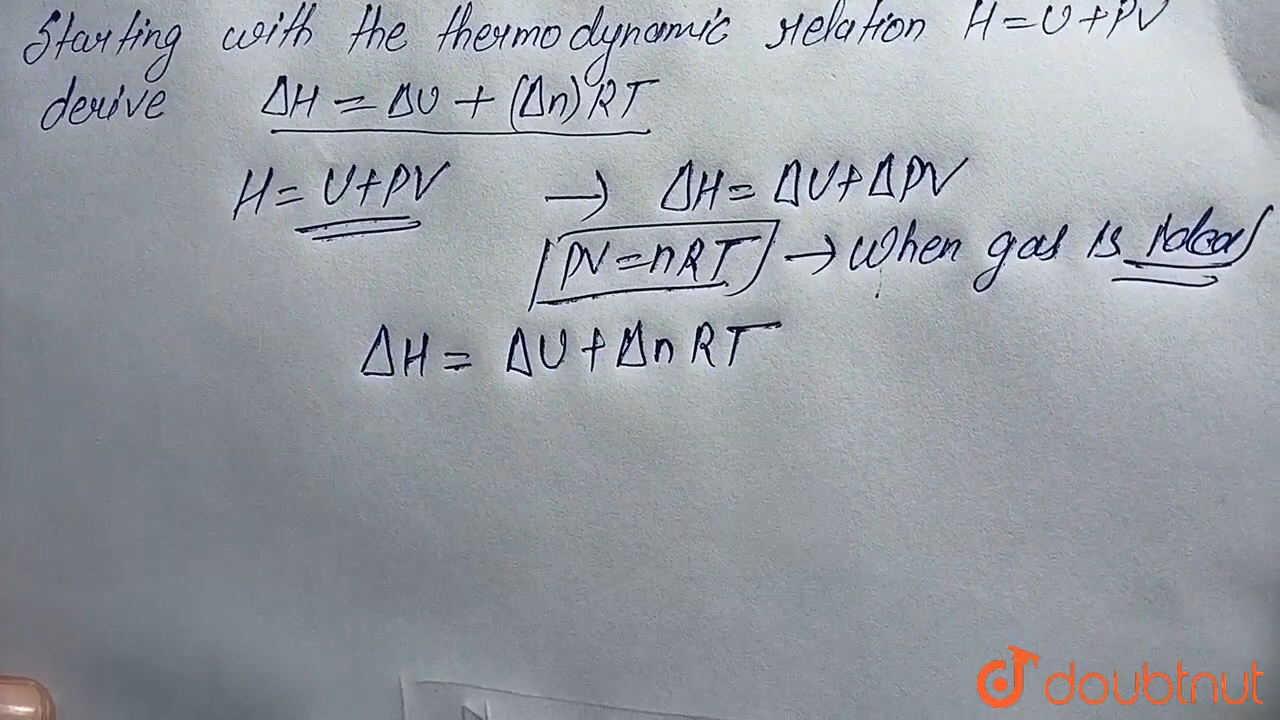 Starting with the thermodynamic relation H=U+PV
derive ΔH = ΔU + (Δn)RT
H = U+PV → ΔH = ΔU+ΔPV
PV = nRT → When gas is Ideal
ΔH = ΔU+ΔnRT
doubtnut